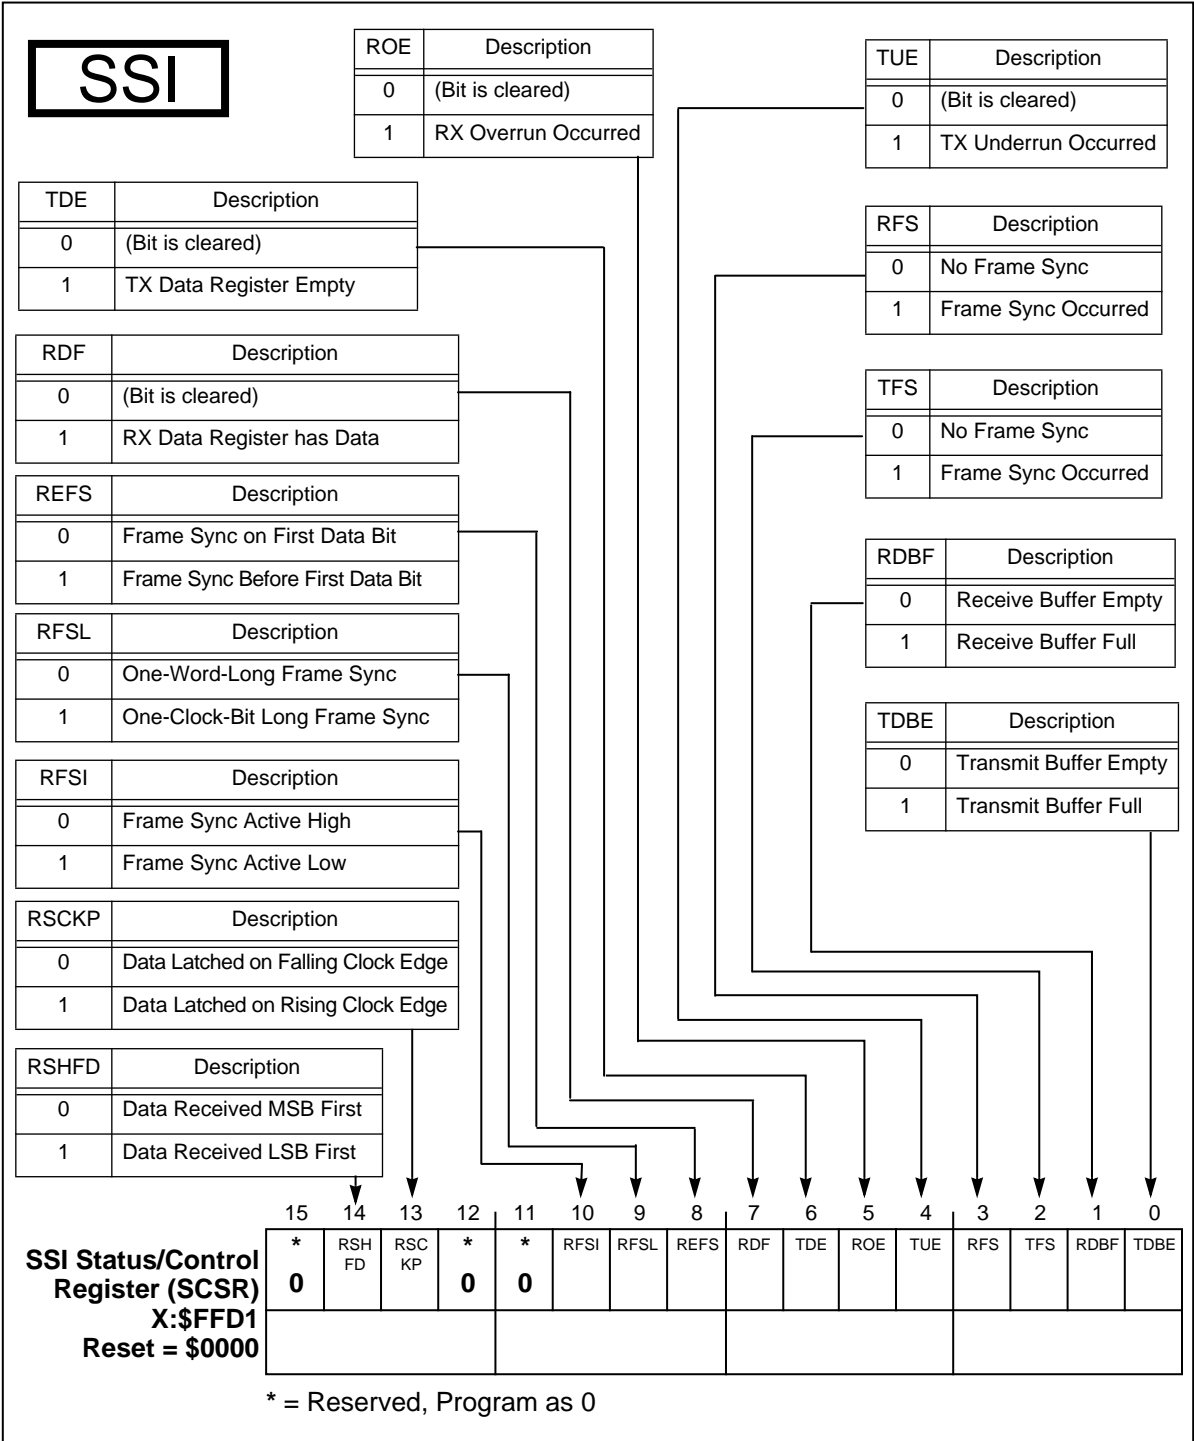 SSI
ROE Description
0 (Bit is cleared)
1 RX Overrun Occurred
TUE Description
0 (Bit is cleared)
1 TX Underrun Occurred
TDE Description
0 (Bit is cleared)
1 TX Data Register Empty
RFS Description
0 No Frame Sync
1 Frame Sync Occurred
RDF Description
0 (Bit is cleared)
1 RX Data Register has Data
TFS Description
0 No Frame Sync
1 Frame Sync Occurred
REFS Description
0 Frame Sync on First Data Bit
1 Frame Sync Before First Data Bit
RDBF Description
0 Receive Buffer Empty
1 Receive Buffer Full
RFSL Description
0 One-Word-Long Frame Sync
1 One-Clock-Bit Long Frame Sync
TDBE Description
0 Transmit Buffer Empty
1 Transmit Buffer Full
RFSI Description
0 Frame Sync Active High
1 Frame Sync Active Low
RSCKP Description
0 Data Latched on Falling Clock Edge
1 Data Latched on Rising Clock Edge
RSHFD Description
0 Data Received MSB First
1 Data Received LSB First
15 14 13 12 11 10 9 8 7 6 5 4 3 2 1 0
* RSH RSC * * RFSI RFSL REFS RDF TDE ROE TUE RFS TFS RDBF TDBE
FD KP
0 0 0
SSI Status/Control
Register (SCSR)
X:$FFD1
Reset = $0000
* = Reserved, Program as 0